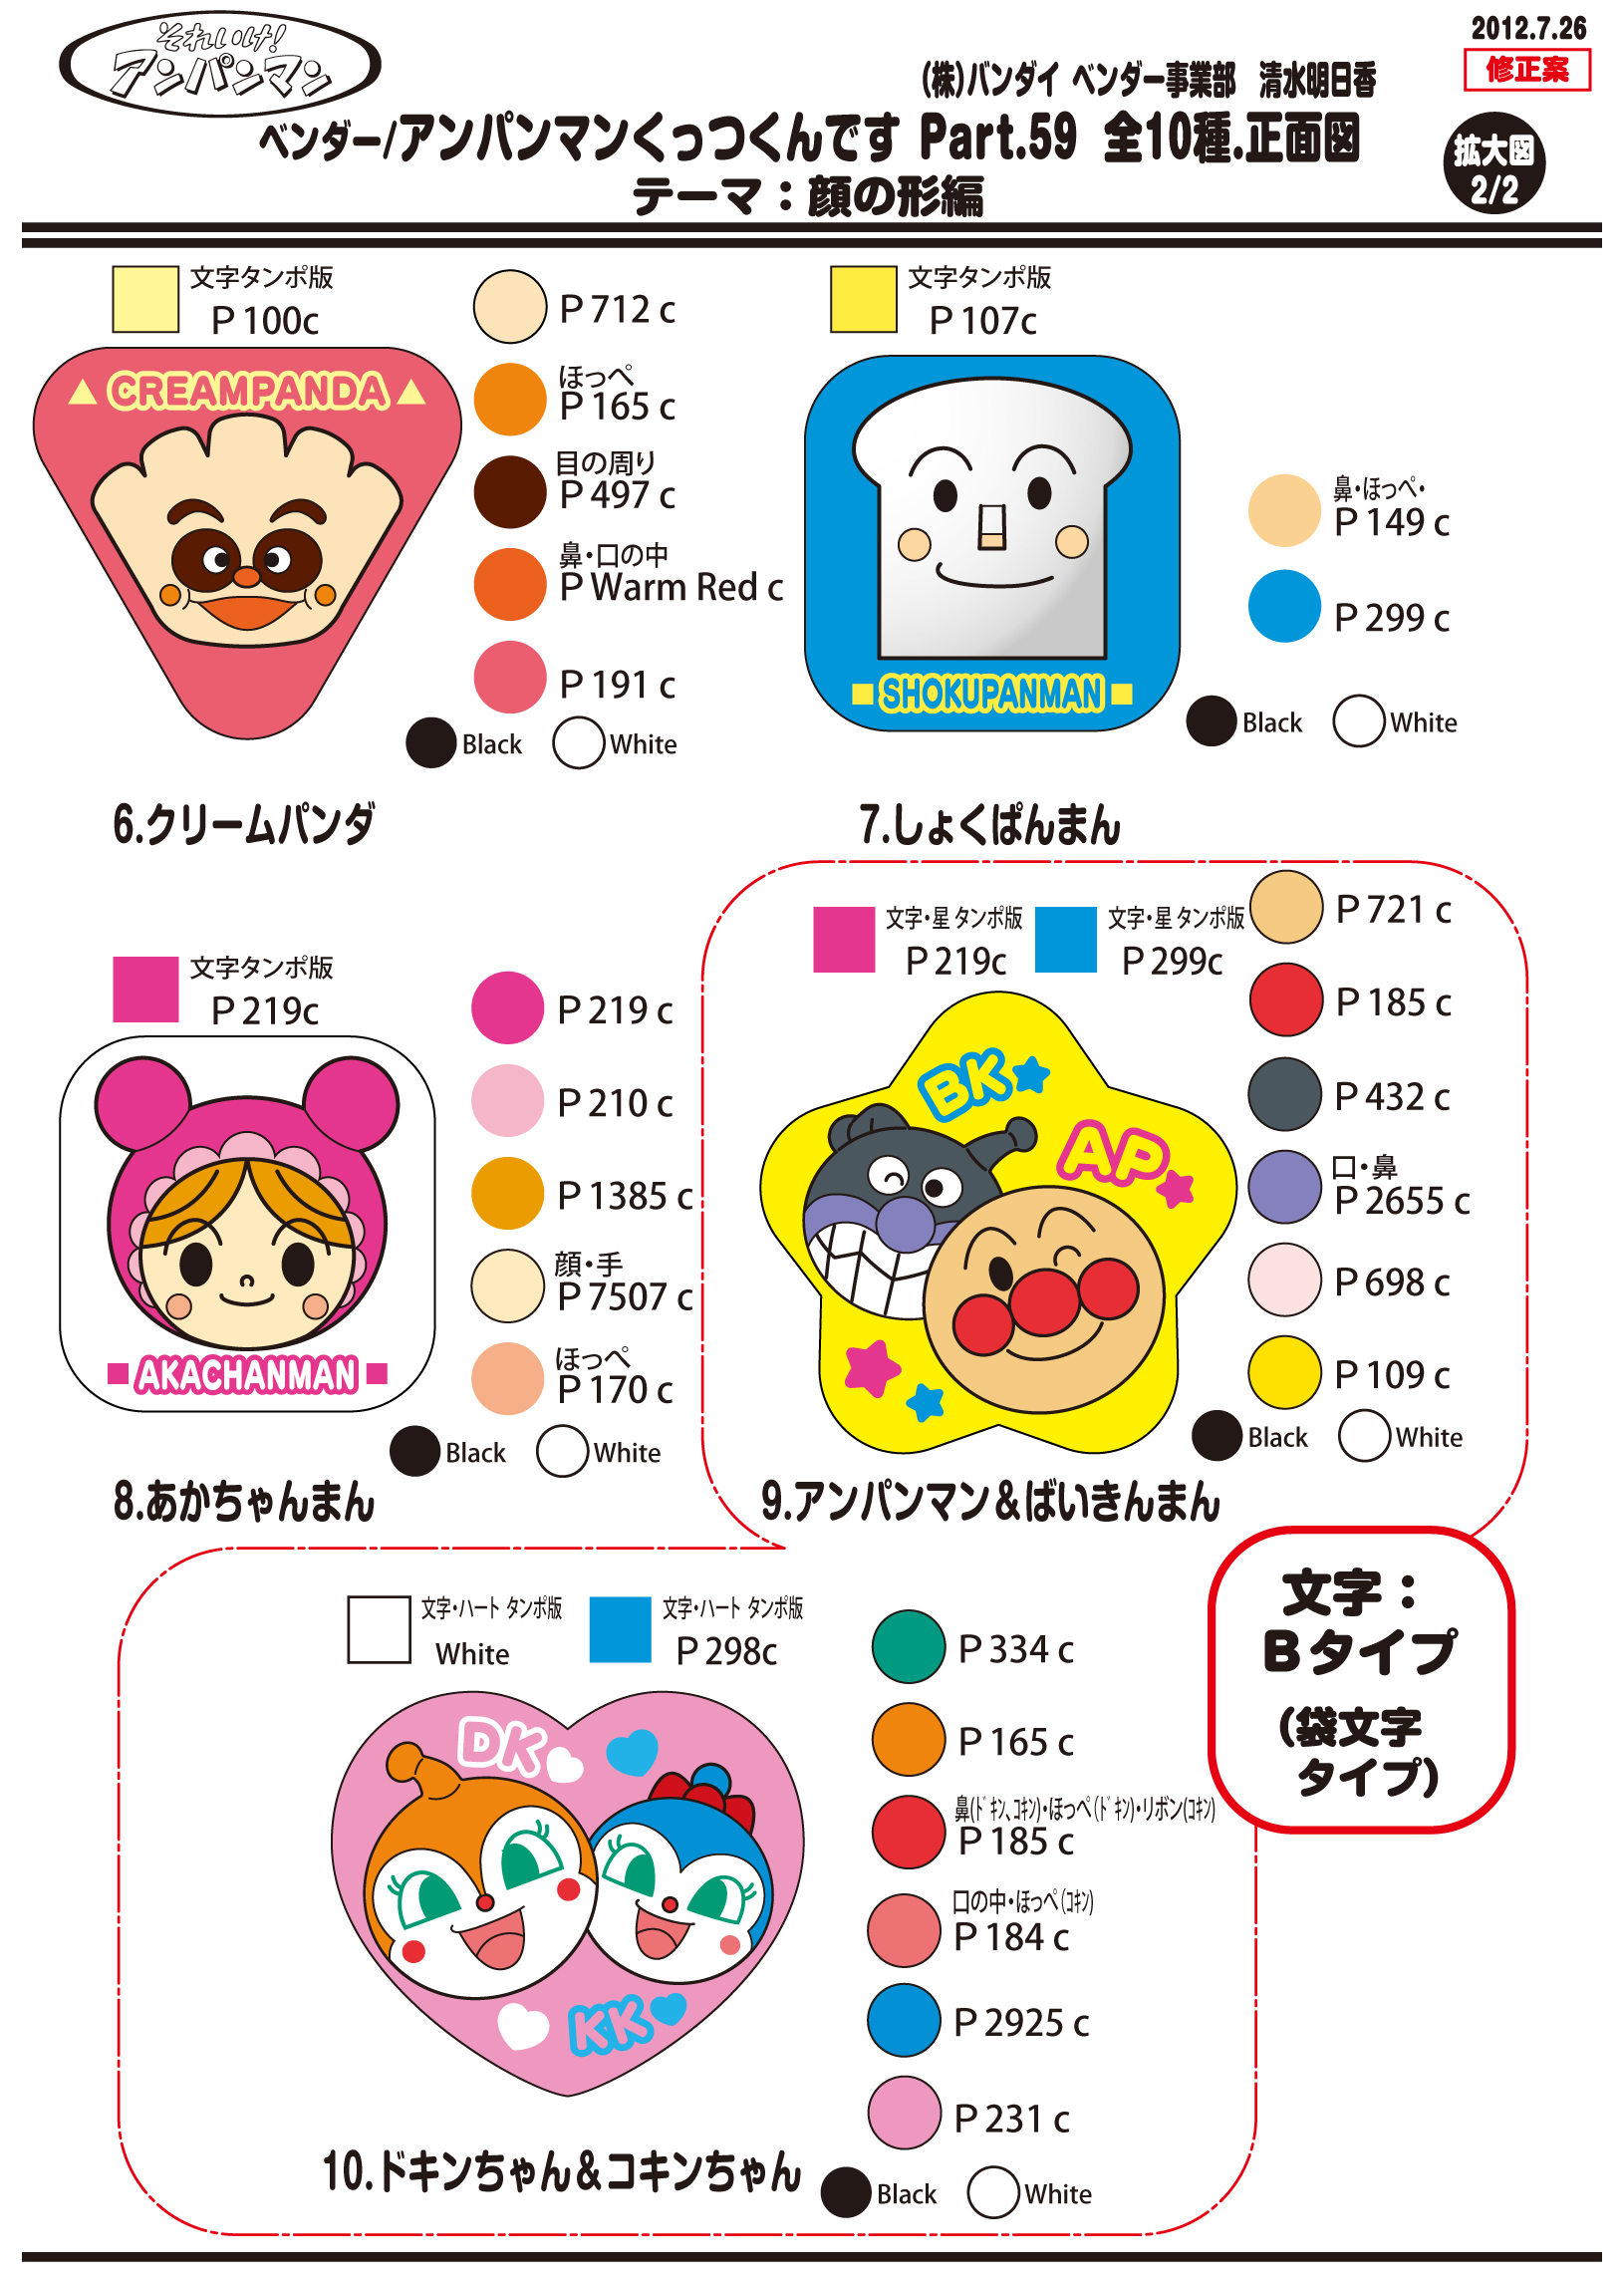 それいけ!
アンパンマン
2012.7.26
修正案
(株)バンダイ ベンダー事業部　清水明日香
ベンダー/アンパンマンくっつくんです Part.59 全10種.正面図
テーマ：顔の形編
拡大図
2/2
文字タンポ版
P 100c
CREAMPANDA
P 712 c
ほっぺ
P 165 c
目の周り
P 497 c
鼻・口の中
P Warm Red c
P 191 c
Black
White
6.クリームパンダ
文字タンポ版
P 107c
SHOKUPANMAN
鼻・ほっぺ・
P 149 c
P 299 c
Black
White
7.しょくぱんまん
文字タンポ版
P 219c
AKACHANMAN
P 219 c
P 210 c
P 1385 c
顔・手
P 7507 c
ほっぺ
P 170 c
Black
White
8.あかちゃんまん
文字・星 タンポ版
P 219c
文字・星 タンポ版
P 299c
BK
AP
P 721 c
P 185 c
P 432 c
口・鼻
P 2655 c
P 698 c
P 109 c
Black
White
9.アンパンマン＆ばいきんまん
文字：
Bタイプ
(袋文字
タイプ)
文字・ハート タンポ版
White
文字・ハート タンポ版
P 298c
DK
KK
P 334 c
P 165 c
鼻(ﾄﾞｷﾝ、ｺｷﾝ)・ほっぺ(ﾄﾞｷﾝ)・リボン(ｺｷﾝ)
P 185 c
口の中・ほっぺ(ｺｷﾝ)
P 184 c
P 2925 c
P 231 c
Black
White
10.ドキンちゃん＆コキンちゃん